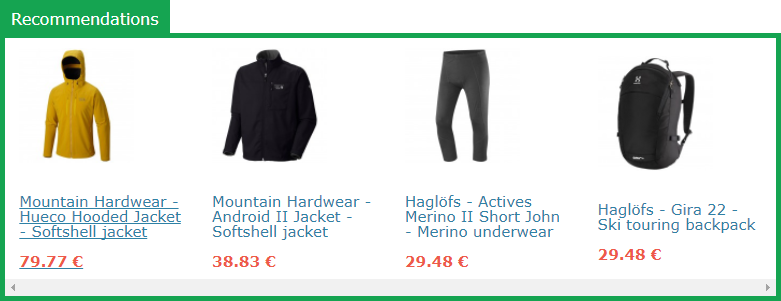 Recommendations
Mountain Hardwear -
Hueco Hooded Jacket
- Softshell jacket
79.77 €
Mountain Hardwear -
Android II Jacket -
Softshell jacket
38.83 €
Haglöfs - Actives
Merino II Short John
- Merino underwear
29.48 €
Haglöfs - Gira 22 -
Ski touring backpack
29.48 €